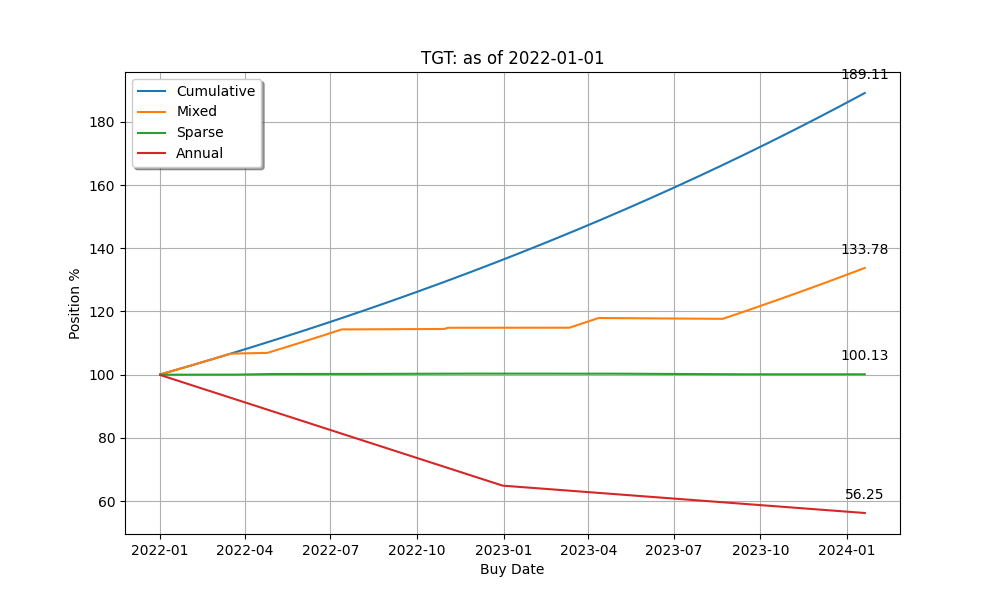 TGT: as of 2022-01-01
189.11
Cumulative
Mixed
Sparse
Annual
180
160
140
133.78
120
100.13
100
80
56.25
60
Position %
2022-01 2022-04 2022-07 2022-10 2023-01 2023-04 2023-07 2023-10 2024-01
Buy Date